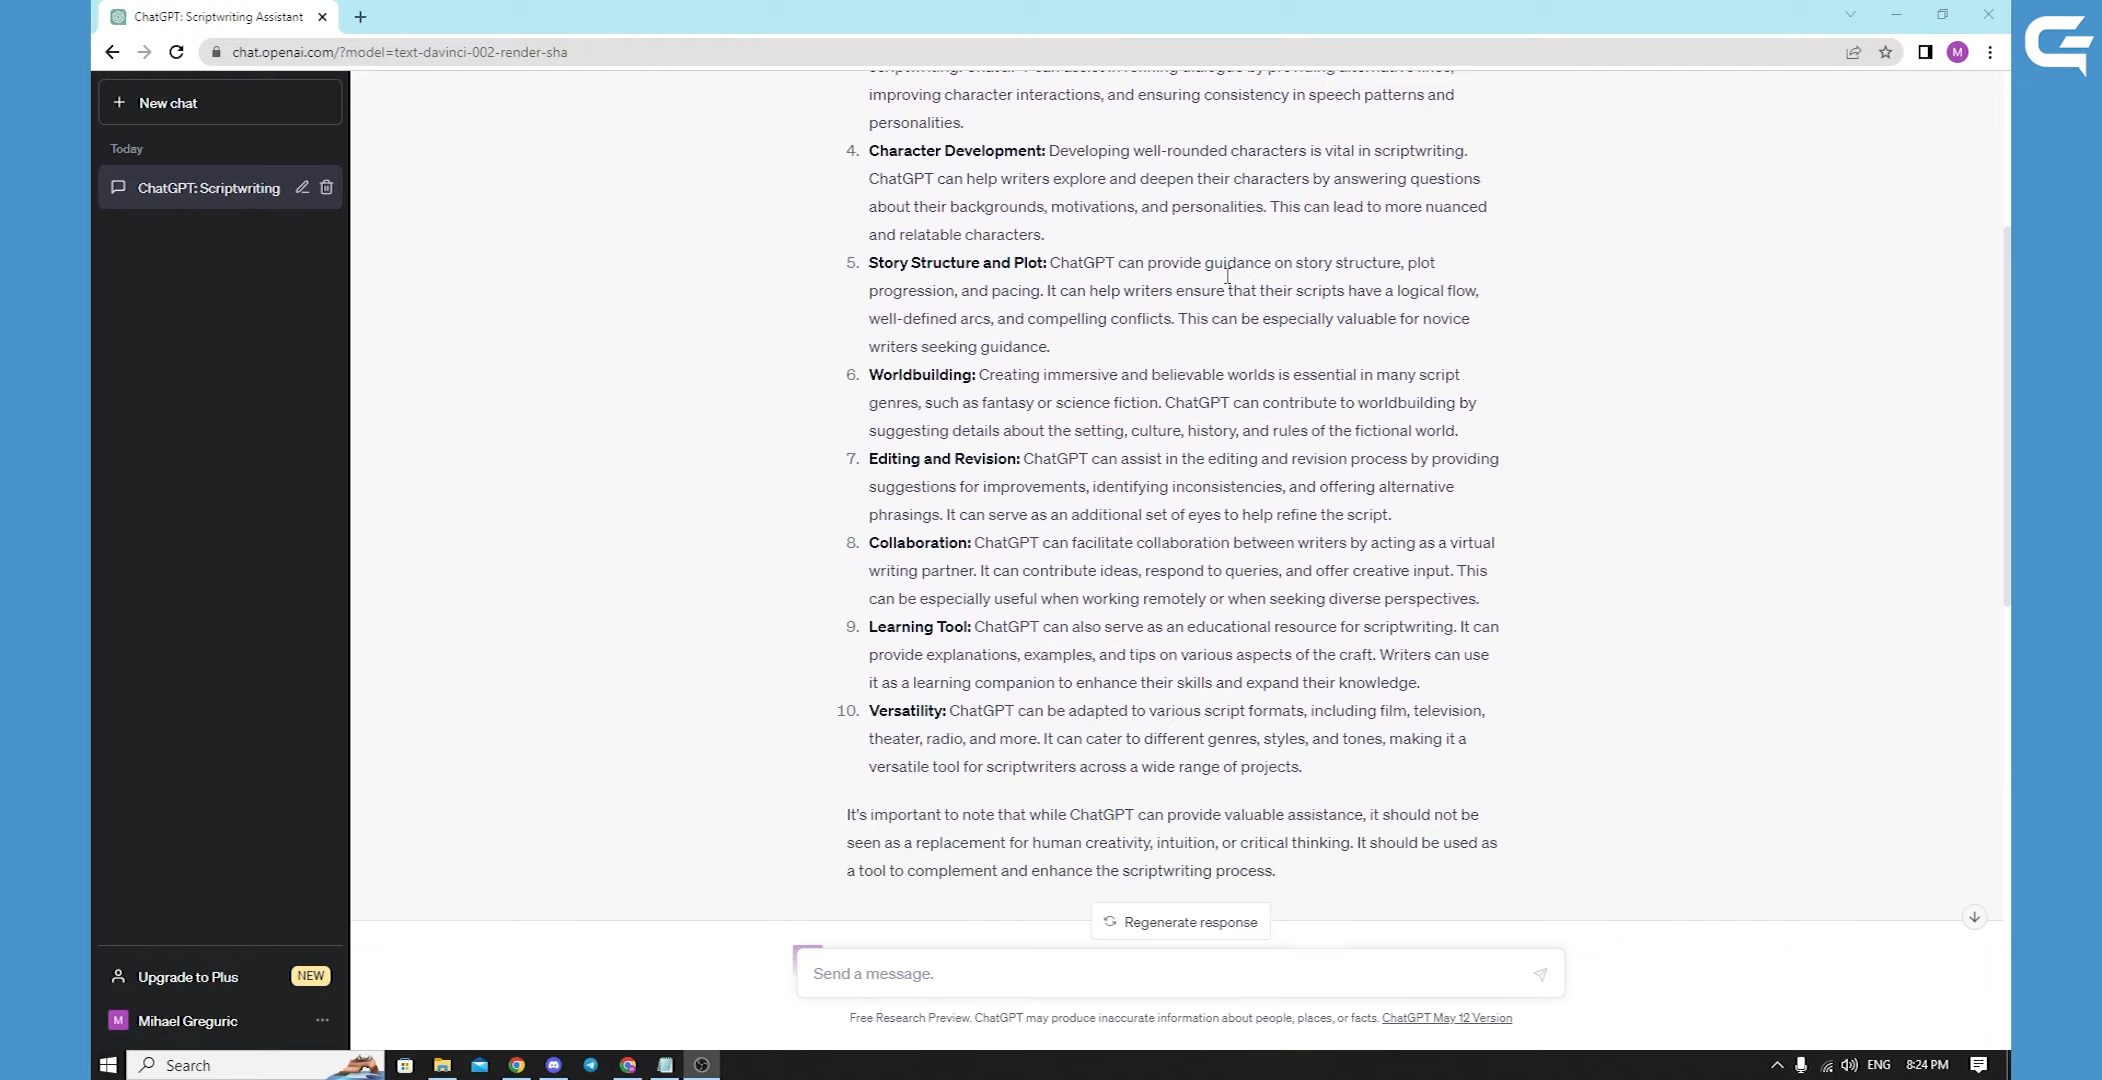 ChatGPT: Scriptwriting Assistant
chat.openai.com/?model=text-davinci-002-render-sha
M
New chat
Today
ChatGPT: Scriptwriting
scriptwriting. ChatGPT can assist in refining dialogue by providing alternative lines,
improving character interactions, and ensuring consistency in speech patterns and
personalities.
4. Character Development: Developing well-rounded characters is vital in scriptwriting.
ChatGPT can help writers explore and deepen their characters by answering questions
about their backgrounds, motivations, and personalities. This can lead to more nuanced
and relatable characters.
5. Story Structure and Plot: ChatGPT can provide guidance on story structure, plot
progression, and pacing. It can help writers ensure that their scripts have a logical flow,
well-defined arcs, and compelling conflicts. This can be especially valuable for novice
writers seeking guidance.
6. Worldbuilding: Creating immersive and believable worlds is essential in many script
genres, such as fantasy or science fiction. ChatGPT can contribute to worldbuilding by
suggesting details about the setting, culture, history, and rules of the fictional world.
7. Editing and Revision: ChatGPT can assist in the editing and revision process by providing
suggestions for improvements, identifying inconsistencies, and offering alternative
phrasings. It can serve as an additional set of eyes to help refine the script.
8. Collaboration: ChatGPT can facilitate collaboration between writers by acting as a virtual
writing partner. It can contribute ideas, respond to queries, and offer creative input. This
can be especially useful when working remotely or when seeking diverse perspectives.
9. Learning Tool: ChatGPT can also serve as an educational resource for scriptwriting. It can
provide explanations, examples, and tips on various aspects of the craft. Writers can use
it as a learning companion to enhance their skills and expand their knowledge.
10. Versatility: ChatGPT can be adapted to various script formats, including film, television,
theater, radio, and more. It can cater to different genres, styles, and tones, making it a
versatile tool for scriptwriters across a wide range of projects.
It's important to note that while ChatGPT can provide valuable assistance, it should not be
seen as a replacement for human creativity, intuition, or critical thinking. It should be used as
a tool to complement and enhance the scriptwriting process.
Regenerate response
Send a message.
Free Research Preview. ChatGPT may produce inaccurate information about people, places, or facts. ChatGPT May 12 Version
Upgrade to Plus NEW
M Mihael Greguric
Search
ENG 8:24 PM